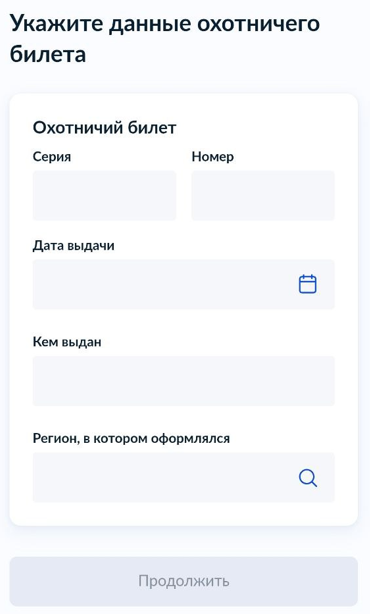 Укажите данные охотничего
билета
Охотничий билет
Серия
Номер
Дата выдачи
Кем выдан
Регион, в котором оформлялся
Продолжить